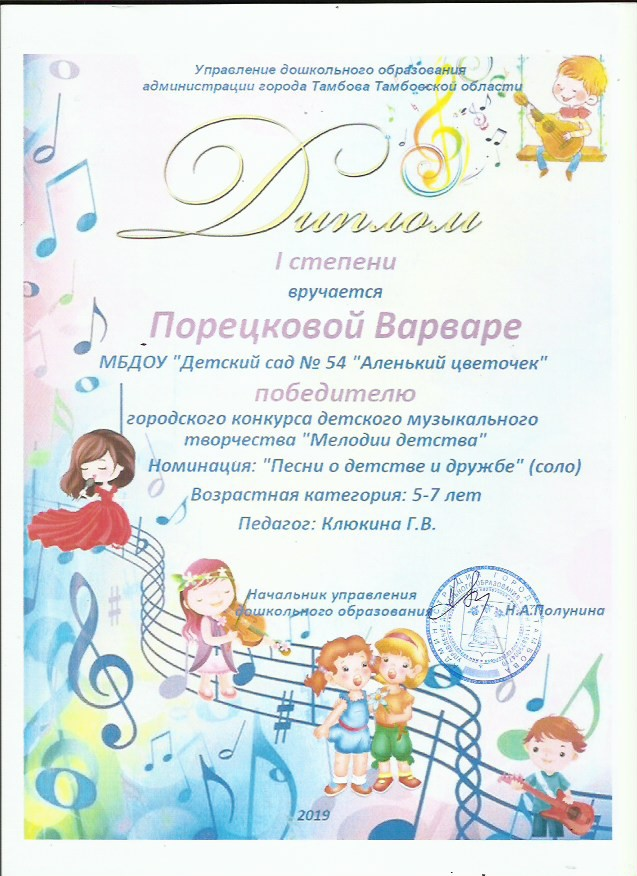 Управление дошкольного образования
администрации города Тамбова Тамбовской области
Диплом
I степени
вручается
Порецковой Варваре
МБДОУ "Детский сад № 54 "Аленький цветочек"
победителю
городского конкурса детского музыкального
творчества "Мелодии детства"
Номинация: "Песни о детстве и дружбе" (соло)
Возрастная категория: 5-7 лет
Педагог: Клюкина Г.В.
Начальник управления
дошкольного образования
Н.А.Полунина
2019